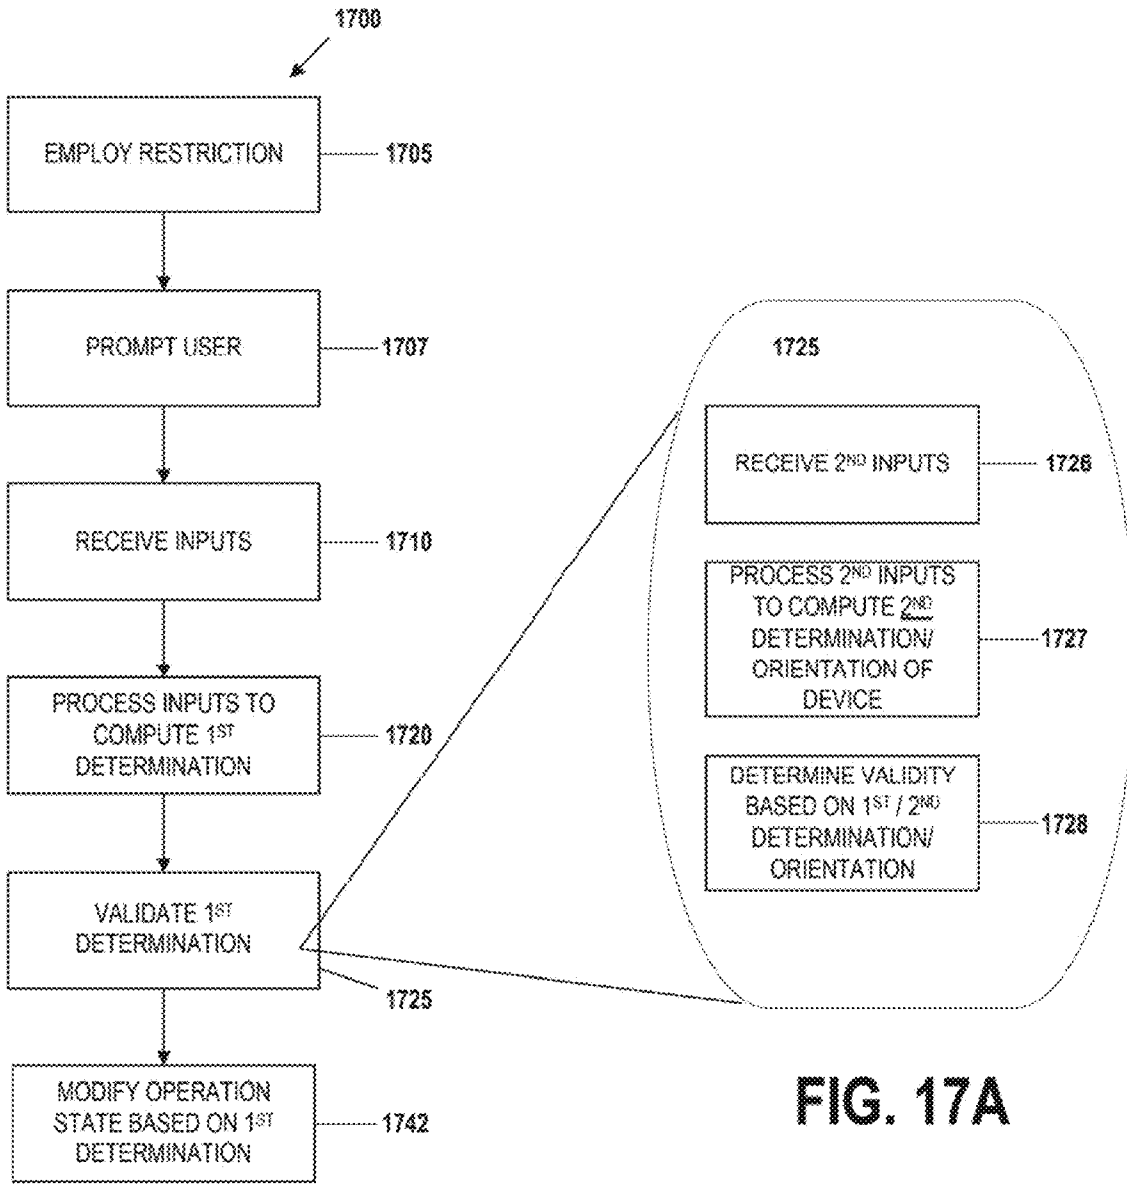 1700
EMPLOY RESTRICTION
1705
PROMPT USER
1707
RECEIVE INPUTS
1710
PROCESS INPUTS TO
COMPUTE 1ST
DETERMINATION
1720
VALIDATE 1ST
DETERMINATION
1725
MODIFY OPERATION
STATE BASED ON 1ST
DETERMINATION
1742
1725
RECEIVE 2ND INPUTS
1726
PROCESS 2ND INPUTS
TO COMPUTE 2ND
DETERMINATION/
ORIENTATION OF
DEVICE
1727
DETERMINE VALIDITY
BASED ON 1ST / 2ND
DETERMINATION/
ORIENTATION
1728
FIG. 17A